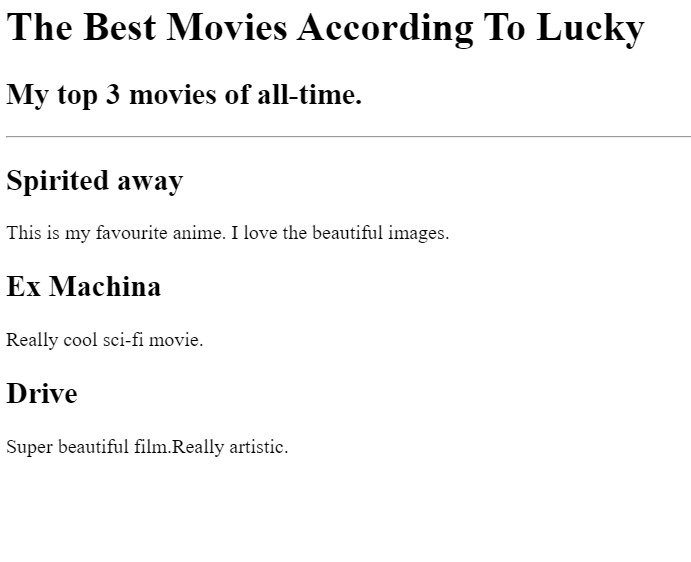 The Best Movies According To Lucky
My top 3 movies of all-time.
Spirited away
This is my favourite anime. I love the beautiful images.
Ex Machina
Really cool sci-fi movie.
Drive
Super beautiful film.Really artistic.